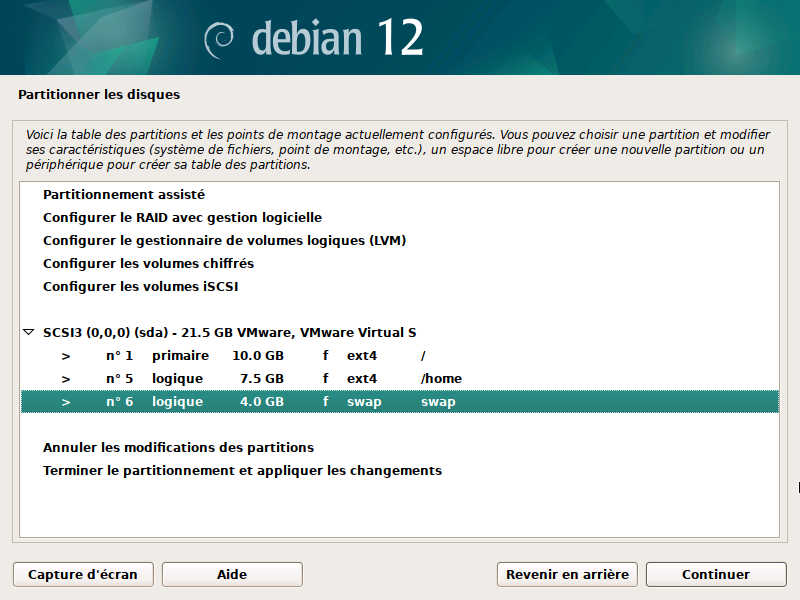 debian 12
Partitionner les disques
Voici la table des partitions et les points de montage actuellement configurés. Vous pouvez choisir une partition et modifier
ses caractéristiques (système de fichiers, point de montage, etc.), un espace libre pour créer une nouvelle partition ou un
périphérique pour créer sa table des partitions.
Partitionnement assisté
Configurer le RAID avec gestion logicielle
Configurer le gestionnaire de volumes logiques (LVM)
Configurer les volumes chiffrés
Configurer les volumes iSCSI
SCSI3 (0,0,0) (sda) - 21.5 GB VMware, VMware Virtual S
> n° 1 primaire 10.0 GB f ext4 /
> n° 5 logique 7.5 GB f ext4 /home
> n° 6 logique 4.0 GB f swap swap
Annuler les modifications des partitions
Terminer le partitionnement et appliquer les changements
Capture d'écran Aide Revenir en arrière Continuer